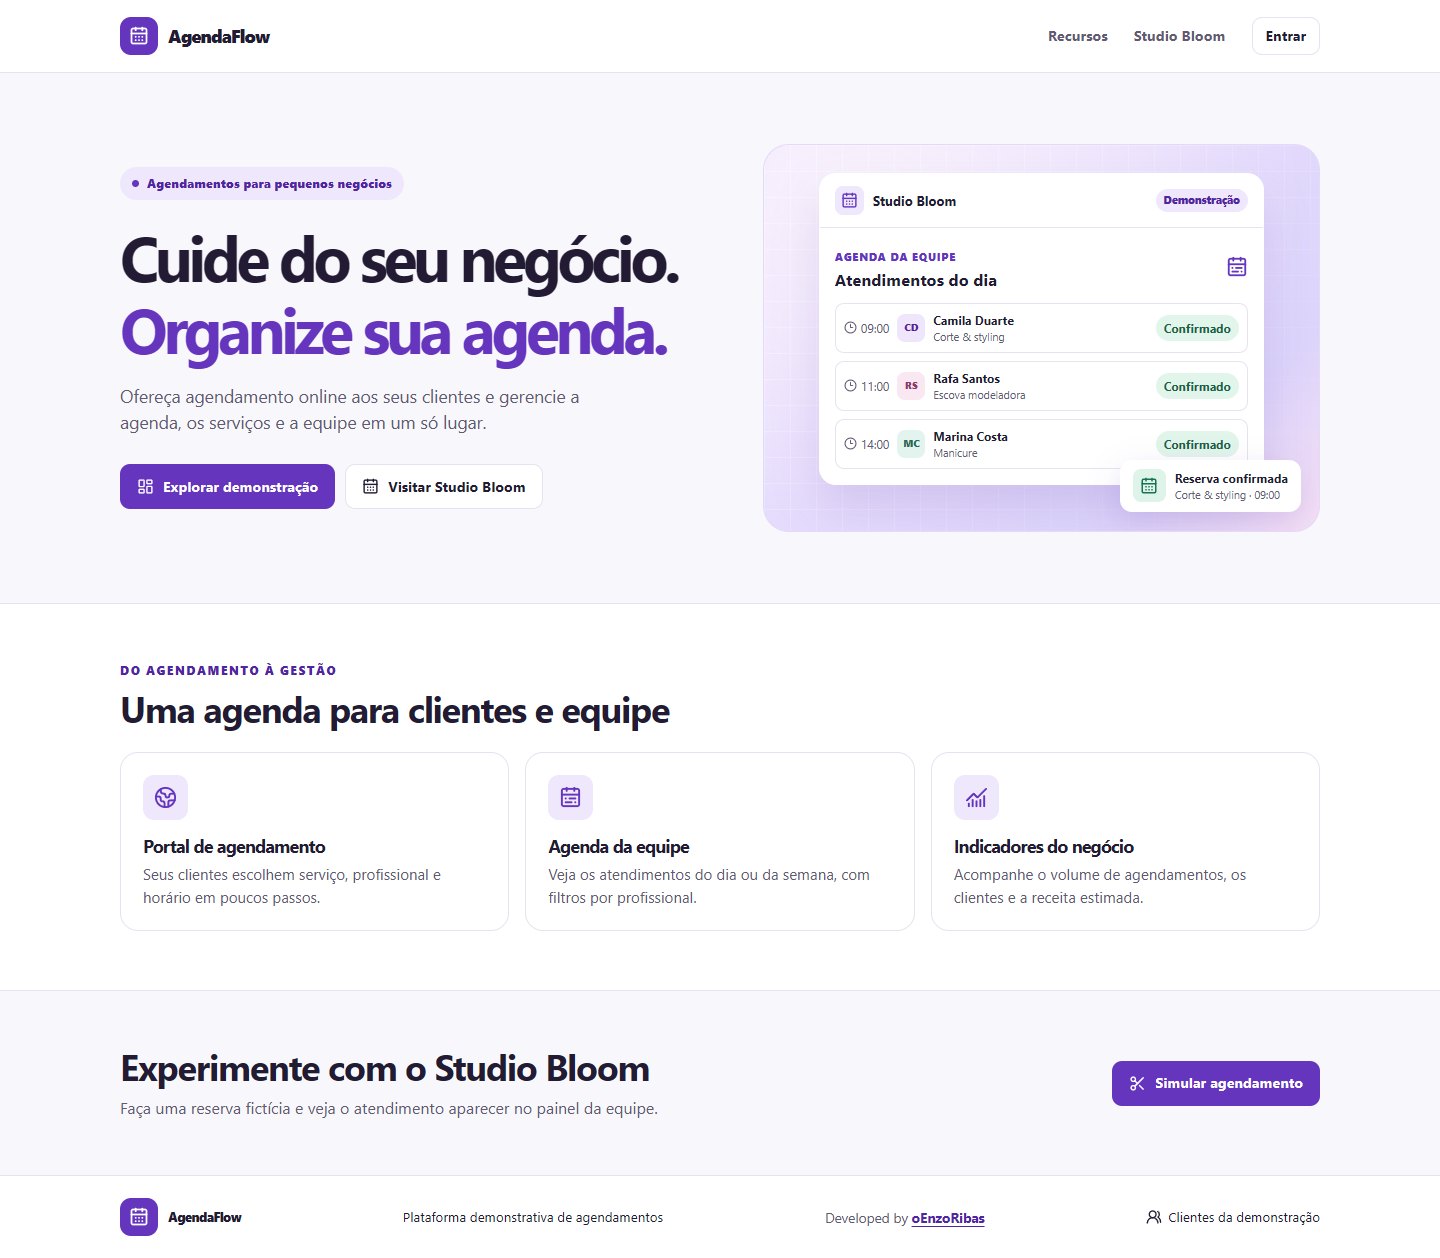 AgendaFlow
Recursos
Studio Bloom
Entrar
Agendamentos para pequenos negócios
Cuide do seu negócio.
Organize sua agenda.
Ofereça agendamento online aos seus clientes e gerencie a
agenda, os serviços e a equipe em um só lugar.
Explorar demonstração
Visitar Studio Bloom
Studio Bloom
Demonstração
AGENDA DA EQUIPE
Atendimentos do dia
09:00
CD
Camila Duarte
Corte & styling
Confirmado
11:00
RS
Rafa Santos
Escova modeladora
Confirmado
14:00
MC
Marina Costa
Manicure
Confirmado
Reserva confirmada
Corte & styling · 09:00
DO AGENDAMENTO À GESTÃO
Uma agenda para clientes e equipe
Portal de agendamento
Seus clientes escolhem serviço, profissional e
horário em poucos passos.
Agenda da equipe
Veja os atendimentos do dia ou da semana, com
filtros por profissional.
Indicadores do negócio
Acompanhe o volume de agendamentos, os
clientes e a receita estimada.
Experimente com o Studio Bloom
Faça uma reserva fictícia e veja o atendimento aparecer no painel da equipe.
Simular agendamento
AgendaFlow
Plataforma demonstrativa de agendamentos
Developed by oEnzoRibas
Clientes da demonstração